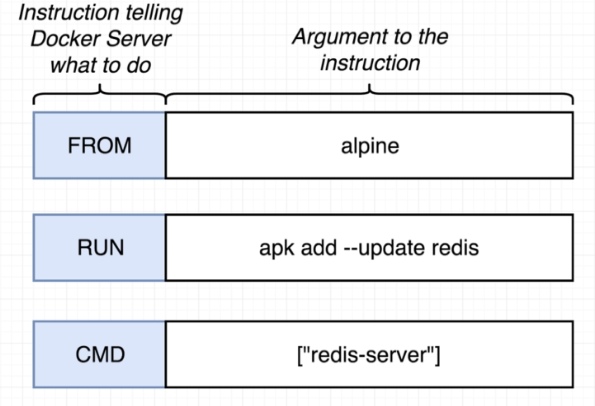 Instruction telling
Docker Server
what to do
Argument to the
instruction
FROM alpine
RUN apk add --update redis
CMD ["redis-server"]